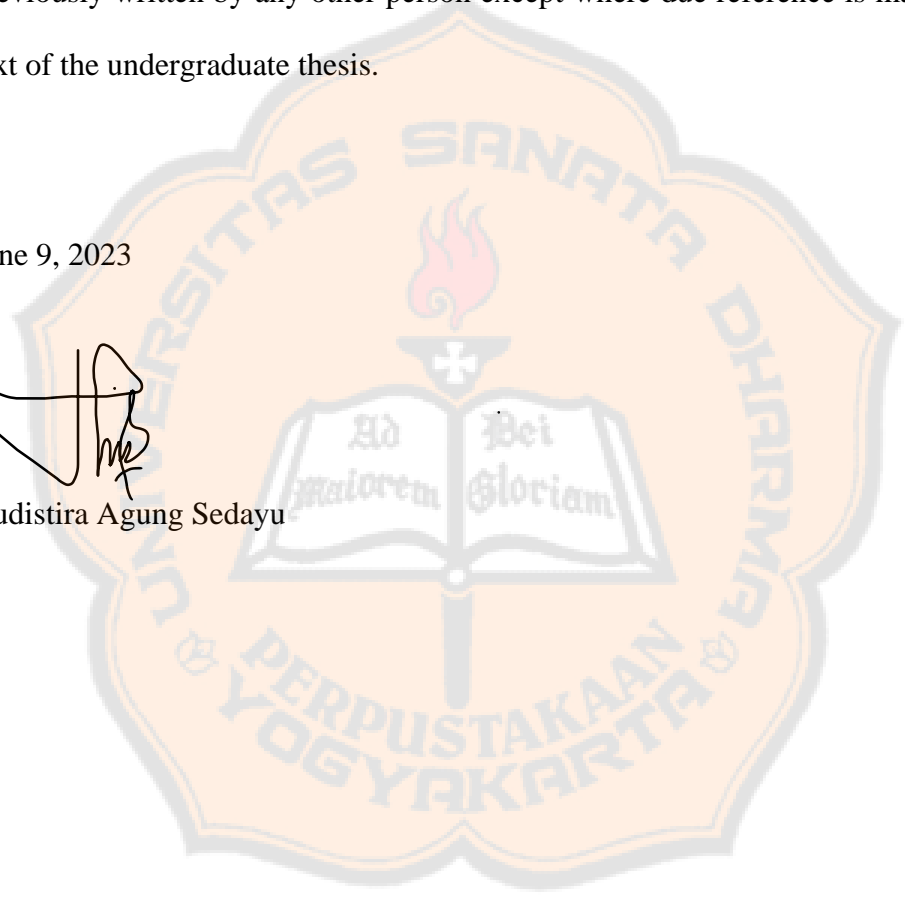 eviously written by any other person except where due reference is ma
xt of the undergraduate thesis.
UNIVERSITAS SANATA DHARMA
ne 9, 2023
Ad
maiorem
Dei
Gloriam
udistira Agung Sedayu
PERPUSTAKAAN
YOGYAKARTA